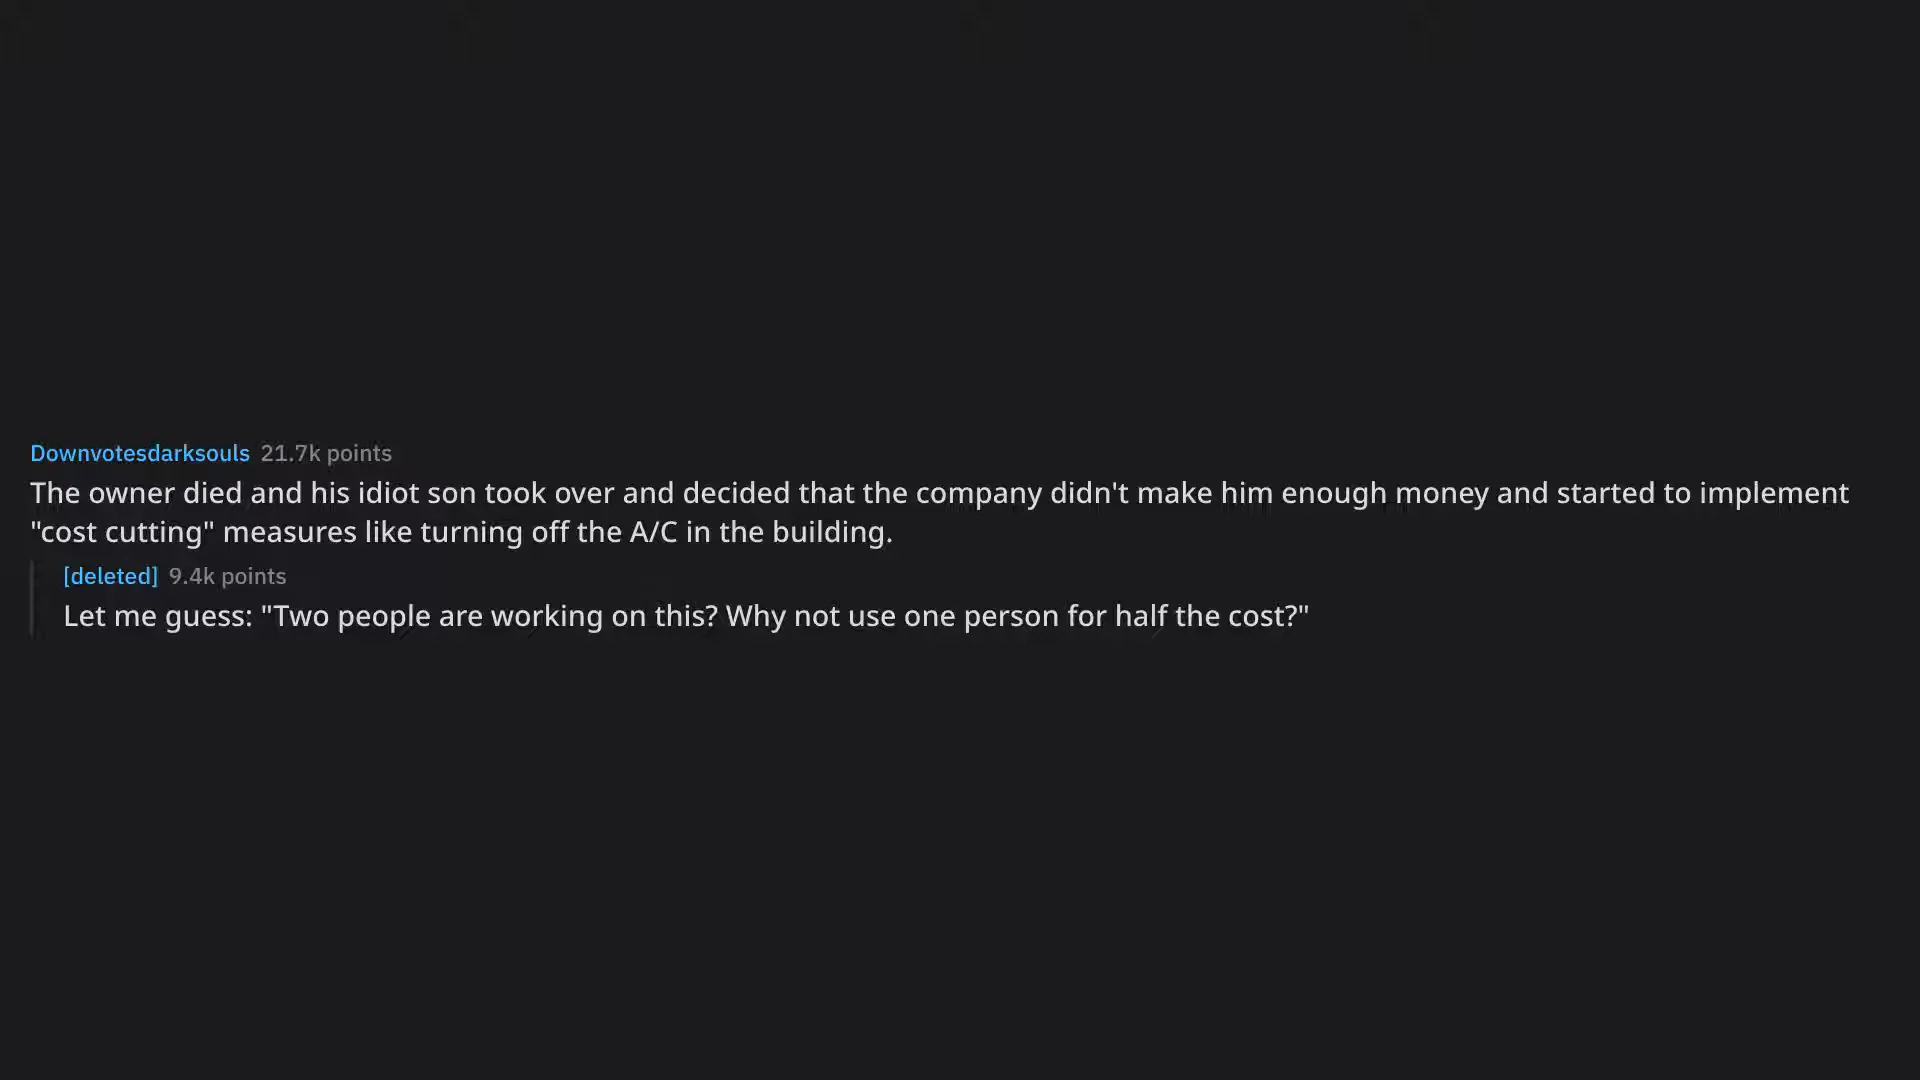 Downvotesdarksouls 21.7k points
The owner died and his idiot son took over and decided that the company didn't make him enough money and started to implement
"cost cutting" measures like turning off the A/C in the building.
[deleted] 9.4k points
Let me guess: "Two people are working on this? Why not use one person for half the cost?"